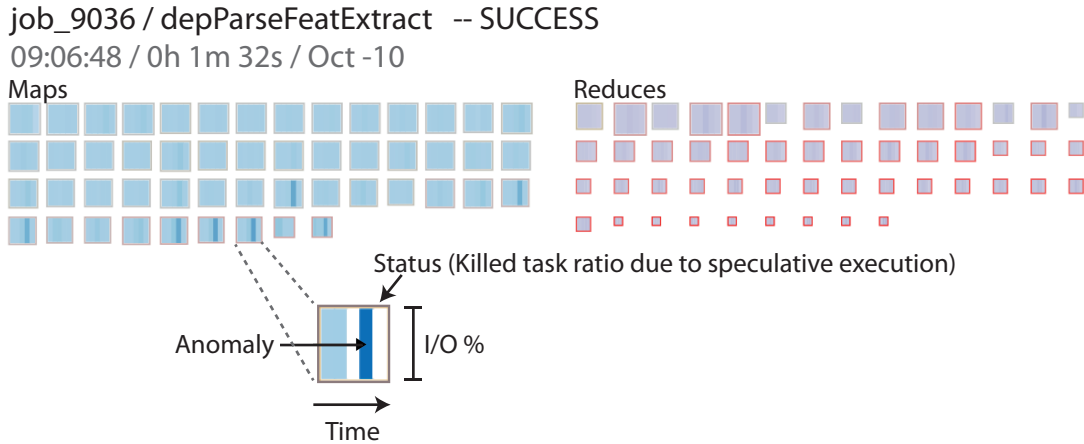 job_9036 / depParseFeatExtract -- SUCCESS
09:06:48 / 0h 1m 32s / Oct -10
Maps
Reduces
Status (Killed task ratio due to speculative execution)
Anomaly
I/O %
Time